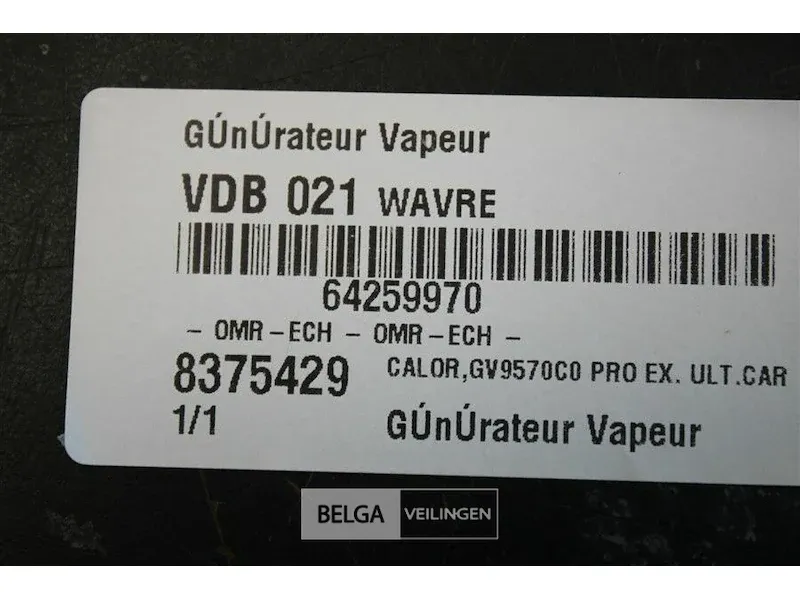 GÚnÚrateur Vapeur
VDB 021 WAVRE
64259970
- OMR-ECH - OMR-ECH -
8375429 CALOR,GV9570C0 PRO EX. ULT.CAR
1/1 GÚnÚrateur Vapeur
BELGA VEILINGEN